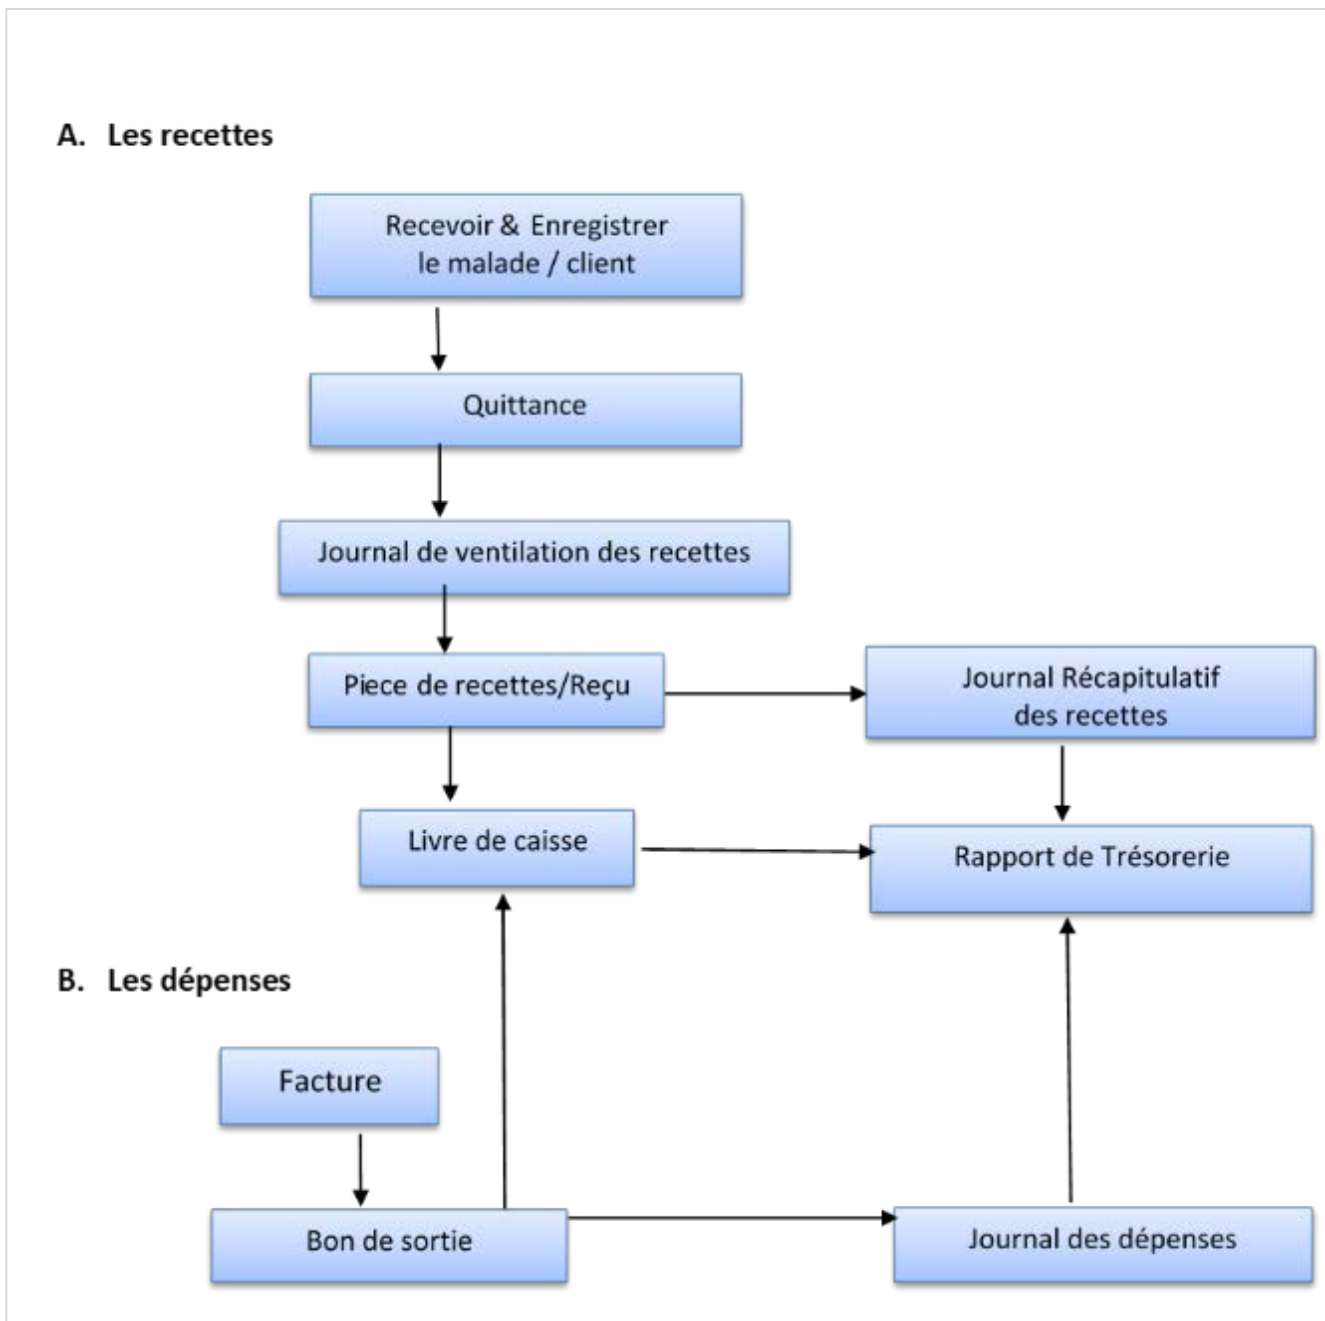 A. Les recettes
Recevoir & Enregistrer
le malade / client
Quittance
Journal de ventilation des recettes
Piece de recettes/Reçu
Journal Récapitulatif
des recettes
Livre de caisse
Rapport de Trésorerie
B. Les dépenses
Facture
Bon de sortie
Journal des dépenses